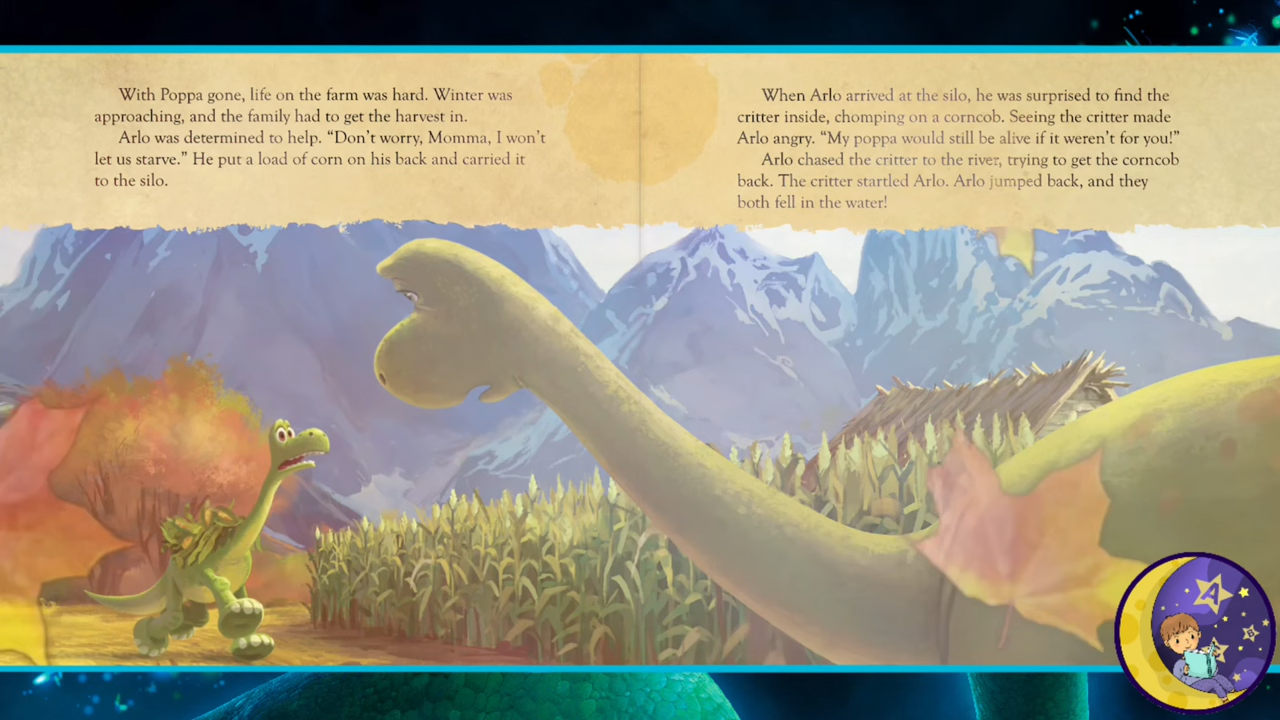 With Poppa gone, life on the farm was hard. Winter was
approaching, and the family had to get the harvest in.
Arlo was determined to help. “Don’t worry, Momma, I won’t
let us starve.” He put a load of corn on his back and carried it
to the silo.
When Arlo arrived at the silo, he was surprised to find the
critter inside, chomping on a corncob. Seeing the critter made
Arlo angry. “My poppa would still be alive if it weren’t for you!”
Arlo chased the critter to the river, trying to get the corncob
back. The critter startled Arlo. Arlo jumped back, and they
both fell in the water!
A